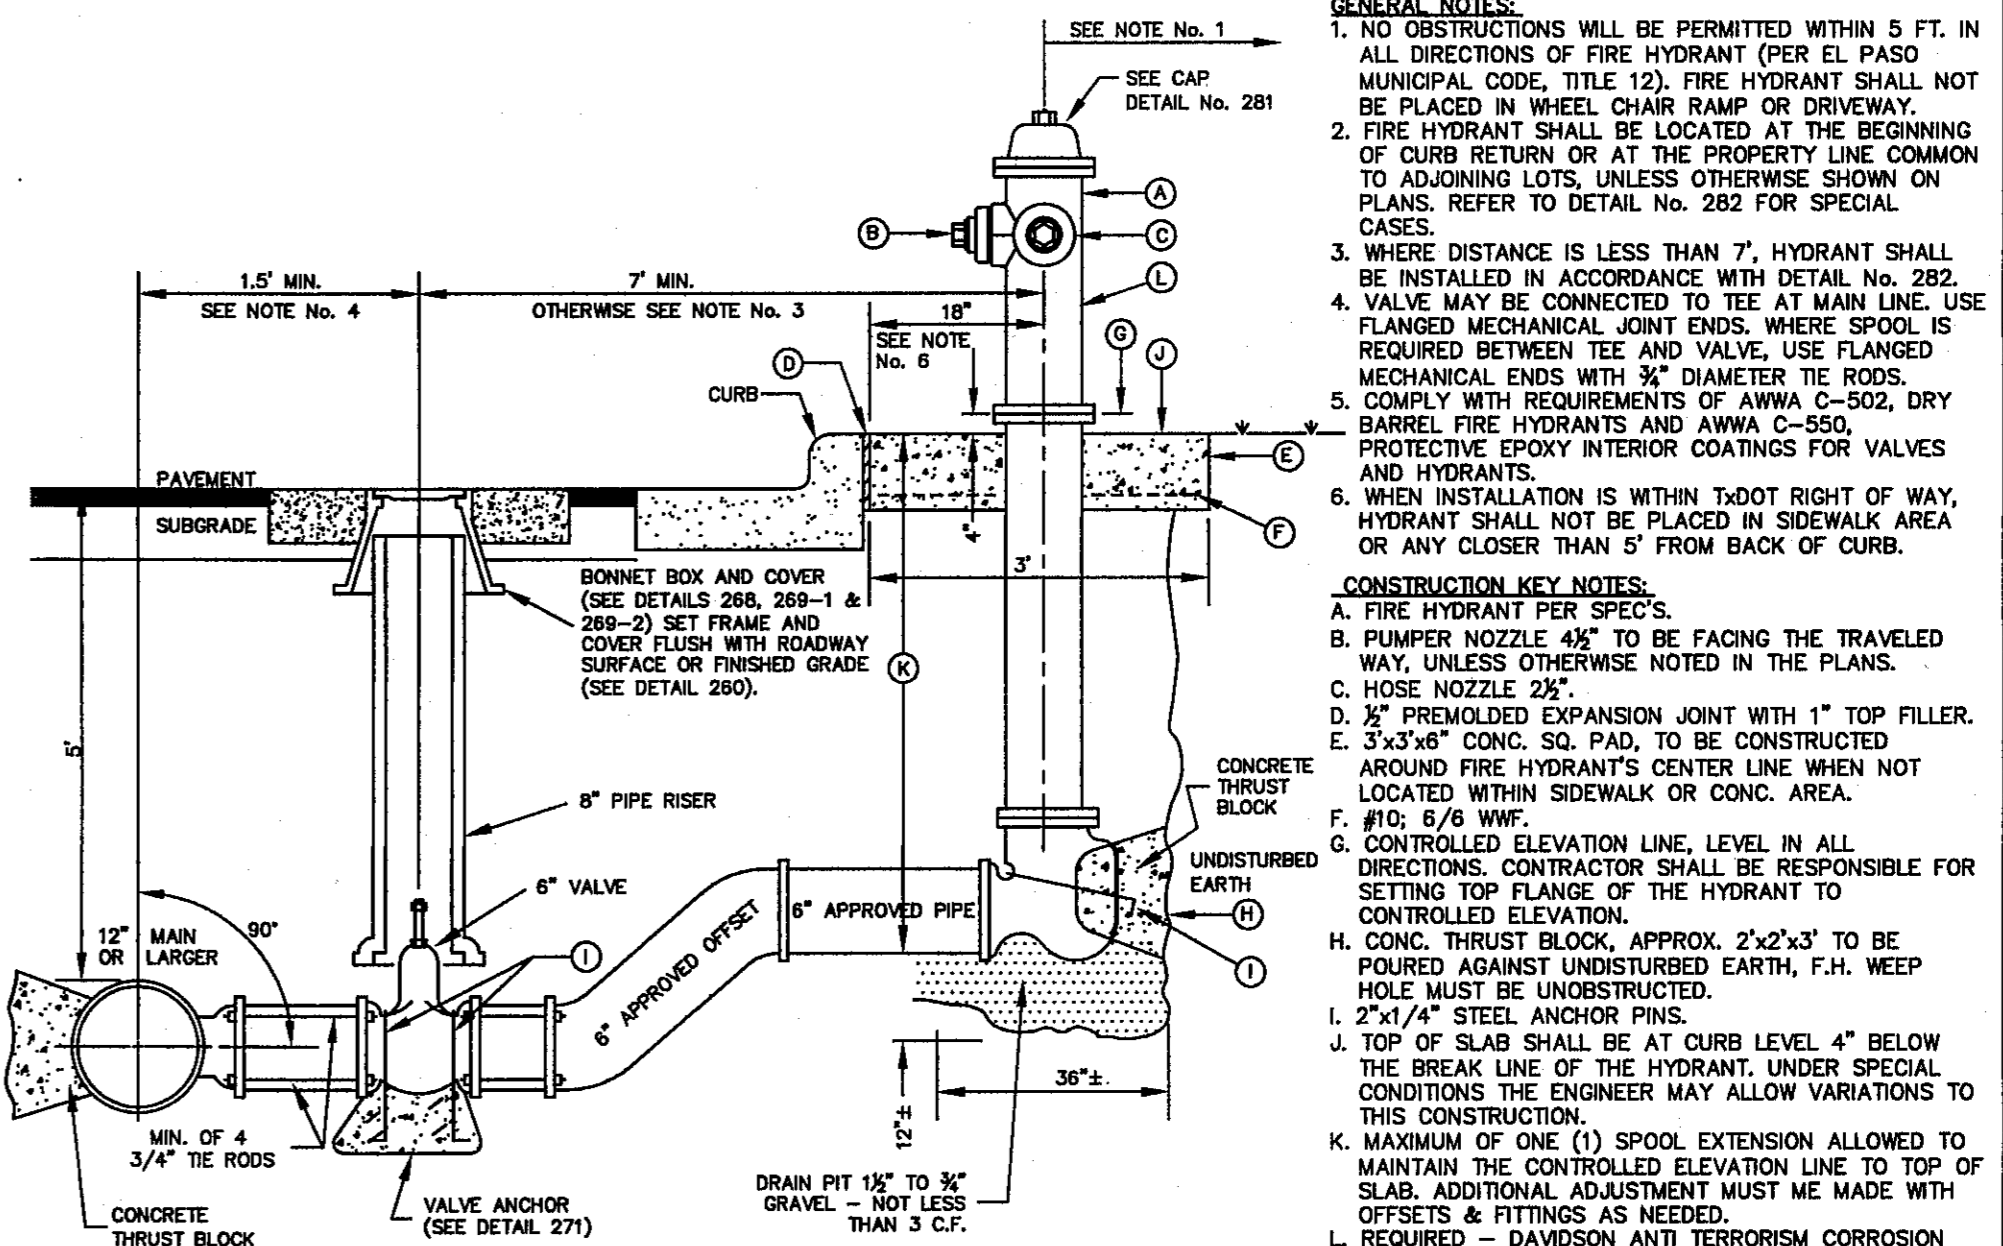 SEE NOTE No. 1
SEE CAP
DETAIL No. 281
A
B
C
L
1.5' MIN.
SEE NOTE No. 4
7' MIN.
OTHERWISE SEE NOTE No. 3
18"
SEE NOTE
No. 6
G
J
D
CURB
E
F
4"
3'
PAVEMENT
SUBGRADE
BONNET BOX AND COVER
(SEE DETAILS 268, 269-1 &
269-2) SET FRAME AND
COVER FLUSH WITH ROADWAY
SURFACE OR FINISHED GRADE
(SEE DETAIL 260).
K
5'
8" PIPE RISER
CONCRETE
THRUST
BLOCK
UNDISTURBED
EARTH
6" VALVE
6" APPROVED OFFSET
6" APPROVED PIPE
H
I
90°
12" MAIN
OR LARGER
I
36"±.
12"±
MIN. OF 4
3/4" TIE RODS
CONCRETE
THRUST BLOCK
VALVE ANCHOR
(SEE DETAIL 271)
DRAIN PIT 1½" TO ¾"
GRAVEL - NOT LESS
THAN 3 C.F.
GENERAL NOTES:
1. NO OBSTRUCTIONS WILL BE PERMITTED WITHIN 5 FT. IN
ALL DIRECTIONS OF FIRE HYDRANT (PER EL PASO
MUNICIPAL CODE, TITLE 12). FIRE HYDRANT SHALL NOT
BE PLACED IN WHEEL CHAIR RAMP OR DRIVEWAY.
2. FIRE HYDRANT SHALL BE LOCATED AT THE BEGINNING
OF CURB RETURN OR AT THE PROPERTY LINE COMMON
TO ADJOINING LOTS, UNLESS OTHERWISE SHOWN ON
PLANS. REFER TO DETAIL No. 282 FOR SPECIAL
CASES.
3. WHERE DISTANCE IS LESS THAN 7', HYDRANT SHALL
BE INSTALLED IN ACCORDANCE WITH DETAIL No. 282.
4. VALVE MAY BE CONNECTED TO TEE AT MAIN LINE. USE
FLANGED MECHANICAL JOINT ENDS. WHERE SPOOL IS
REQUIRED BETWEEN TEE AND VALVE, USE FLANGED
MECHANICAL ENDS WITH ¾" DIAMETER TIE RODS.
5. COMPLY WITH REQUIREMENTS OF AWWA C-502, DRY
BARREL FIRE HYDRANTS AND AWWA C-550,
PROTECTIVE EPOXY INTERIOR COATINGS FOR VALVES
AND HYDRANTS.
6. WHEN INSTALLATION IS WITHIN TxDOT RIGHT OF WAY,
HYDRANT SHALL NOT BE PLACED IN SIDEWALK AREA
OR ANY CLOSER THAN 5' FROM BACK OF CURB.
CONSTRUCTION KEY NOTES:
A. FIRE HYDRANT PER SPEC'S.
B. PUMPER NOZZLE 4½" TO BE FACING THE TRAVELED
WAY, UNLESS OTHERWISE NOTED IN THE PLANS.
C. HOSE NOZZLE 2½".
D. ½" PREMOLDED EXPANSION JOINT WITH 1" TOP FILLER.
E. 3'x3'x6" CONC. SQ. PAD, TO BE CONSTRUCTED
AROUND FIRE HYDRANT'S CENTER LINE WHEN NOT
LOCATED WITHIN SIDEWALK OR CONC. AREA.
F. #10; 6/6 WWF.
G. CONTROLLED ELEVATION LINE, LEVEL IN ALL
DIRECTIONS. CONTRACTOR SHALL BE RESPONSIBLE FOR
SETTING TOP FLANGE OF THE HYDRANT TO
CONTROLLED ELEVATION.
H. CONC. THRUST BLOCK, APPROX. 2'x2'x3' TO BE
POURED AGAINST UNDISTURBED EARTH, F.H. WEEP
HOLE MUST BE UNOBSTRUCTED.
I. 2"x1/4" STEEL ANCHOR PINS.
J. TOP OF SLAB SHALL BE AT CURB LEVEL 4" BELOW
THE BREAK LINE OF THE HYDRANT. UNDER SPECIAL
CONDITIONS THE ENGINEER MAY ALLOW VARIATIONS TO
THIS CONSTRUCTION.
K. MAXIMUM OF ONE (1) SPOOL EXTENSION ALLOWED TO
MAINTAIN THE CONTROLLED ELEVATION LINE TO TOP OF
SLAB. ADDITIONAL ADJUSTMENT MUST ME MADE WITH
OFFSETS & FITTINGS AS NEEDED.
L. REQUIRED - DAVIDSON ANTI TERRORISM CORROSION